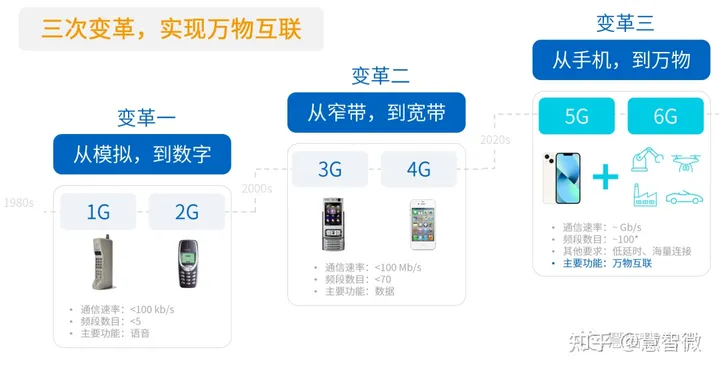 三次变革，实现万物互联
1980s
变革一
从模拟，到数字
1G
2G
• 通信速率：<100 kb/s
• 频段数目：<5
• 主要功能：语音
2000s
变革二
从窄带，到宽带
3G
4G
• 通信速率：<100 Mb/s
• 频段数目：<70
• 主要功能：数据
2020s
变革三
从手机，到万物
5G
6G
+
• 通信速率：~ Gb/s
• 频段数目：~100*
• 其他要求：低延时、海量连接
• 主要功能：万物互联
知乎 @慧智微